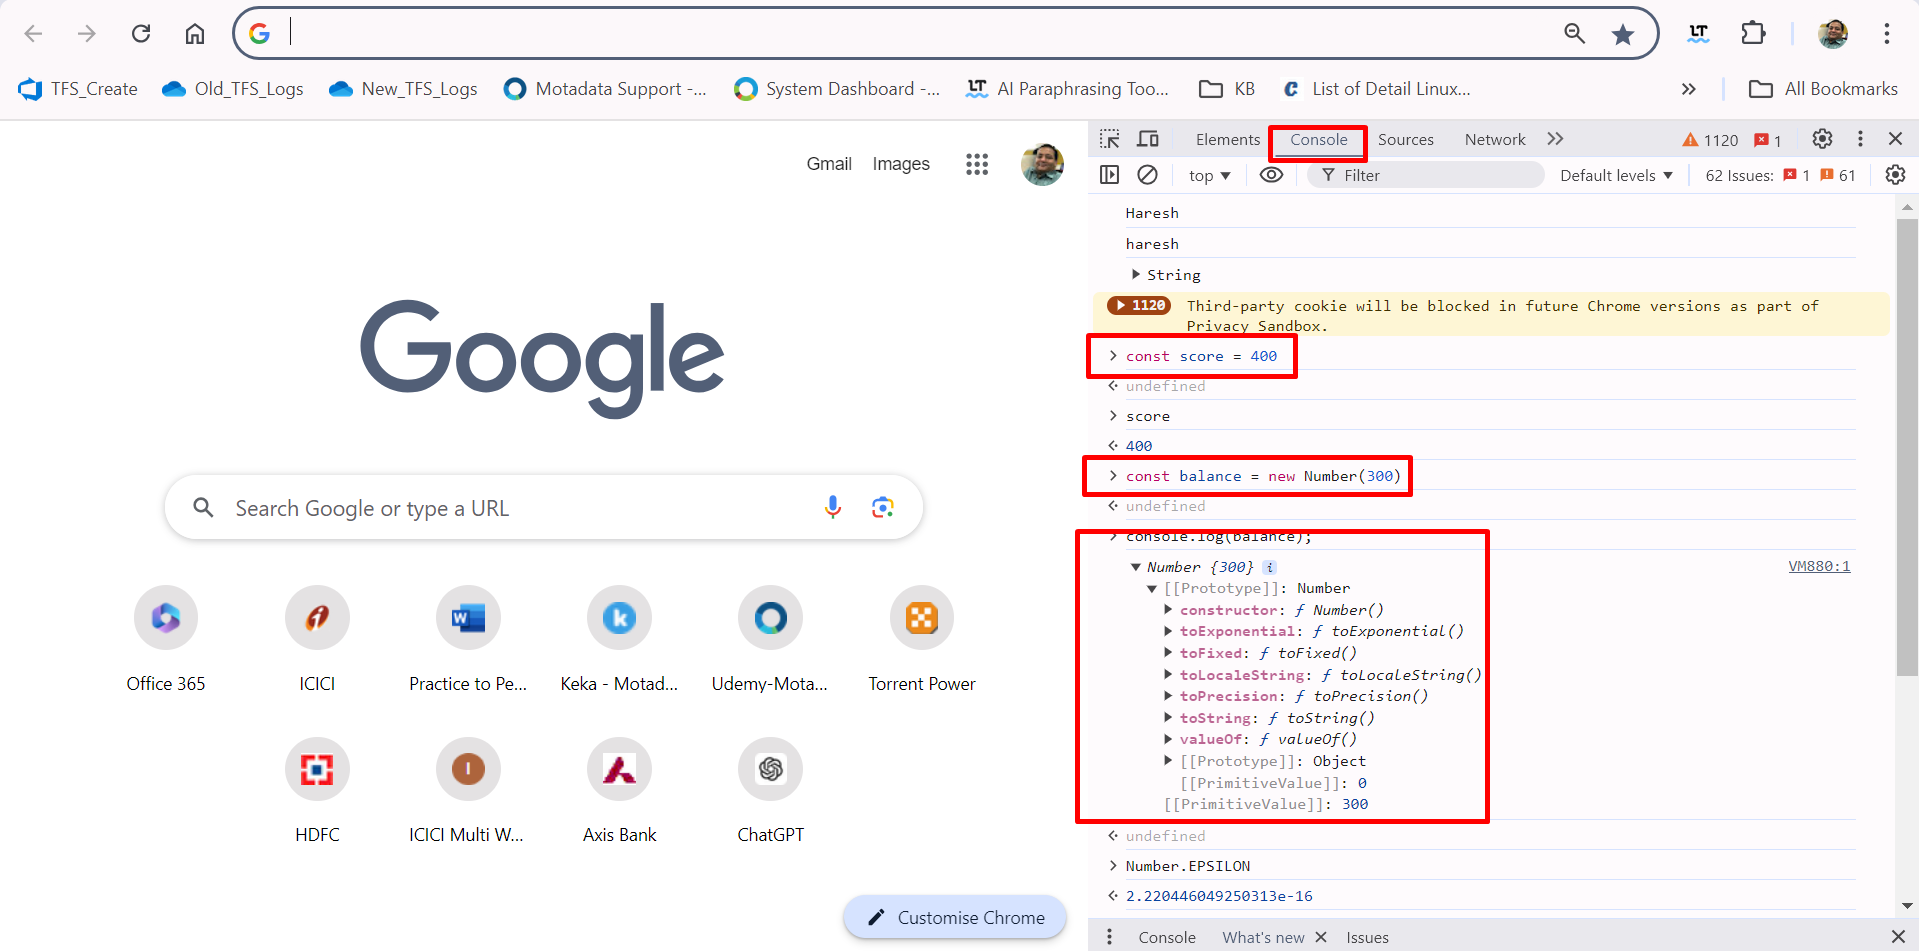 TFS_Create Old_TFS_Logs New_TFS_Logs Motadata Support -... System Dashboard -... LT AI Paraphrasing Too... KB C List of Detail Linux... » All Bookmarks
LT
Gmail Images
Google
Search Google or type a URL
Office 365 ICICI Practice to Pe... Keka - Motad... Udemy-Mota... Torrent Power
HDFC ICICI Multi W... Axis Bank ChatGPT
Customise Chrome
Elements Console Sources Network » 1120 1
top Filter Default levels 62 Issues: 1 61
Haresh
haresh
String
1120 Third-party cookie will be blocked in future Chrome versions as part of
Privacy Sandbox.
> const score = 400
undefined
> score
400
> const balance = new Number(300)
undefined
> console.log(balance);
Number {300} i VM880:1
[[Prototype]]: Number
constructor: ƒ Number()
toExponential: ƒ toExponential()
toFixed: ƒ toFixed()
toLocaleString: ƒ toLocaleString()
toPrecision: ƒ toPrecision()
toString: ƒ toString()
valueOf: ƒ valueOf()
[[Prototype]]: Object
[[PrimitiveValue]]: 0
[[PrimitiveValue]]: 300
undefined
> Number.EPSILON
2.220446049250313e-16
Console What's new Issues